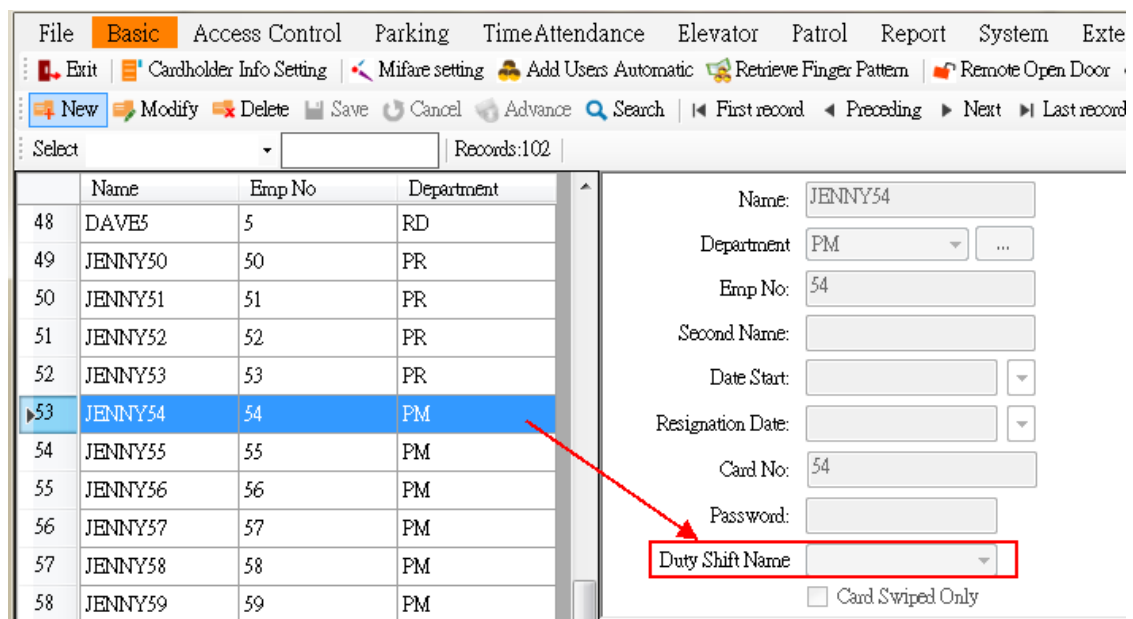 File Basic Access Control Parking TimeAttendance Elevator Patrol Report System Exte
Exit Cardholder Info Setting Mifare setting Add Users Automatic Retrieve Finger Pattern Remote Open Door
New Modify Delete Save Cancel Advance Search First record Preceding Next Last record
Select Records:102
Name Emp No Department
48 DAVE5 5 RD
49 JENNY50 50 PR
50 JENNY51 51 PR
51 JENNY52 52 PR
52 JENNY53 53 PR
53 JENNY54 54 PM
54 JENNY55 55 PM
55 JENNY56 56 PM
56 JENNY57 57 PM
57 JENNY58 58 PM
58 JENNY59 59 PM
Name: JENNY54
Department PM ...
Emp No: 54
Second Name:
Date Start:
Resignation Date:
Card No: 54
Password:
Duty Shift Name
Card Swiped Only